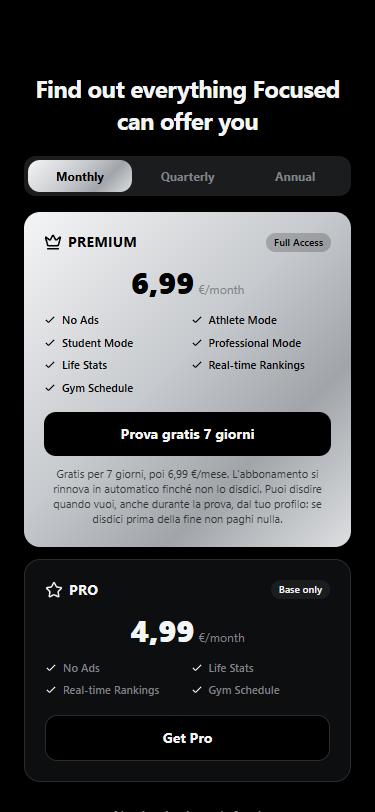 Find out everything Focused
can offer you
Monthly
Quarterly
Annual
PREMIUM
Full Access
6,99 €/month
No Ads
Athlete Mode
Student Mode
Professional Mode
Life Stats
Real-time Rankings
Gym Schedule
Prova gratis 7 giorni
Gratis per 7 giorni, poi 6,99 €/mese. L'abbonamento si
rinnova in automatico finché non lo disdici. Puoi disdire
quando vuoi, anche durante la prova, dal tuo profilo: se
disdici prima della fine non paghi nulla.
PRO
Base only
4,99 €/month
No Ads
Life Stats
Real-time Rankings
Gym Schedule
Get Pro